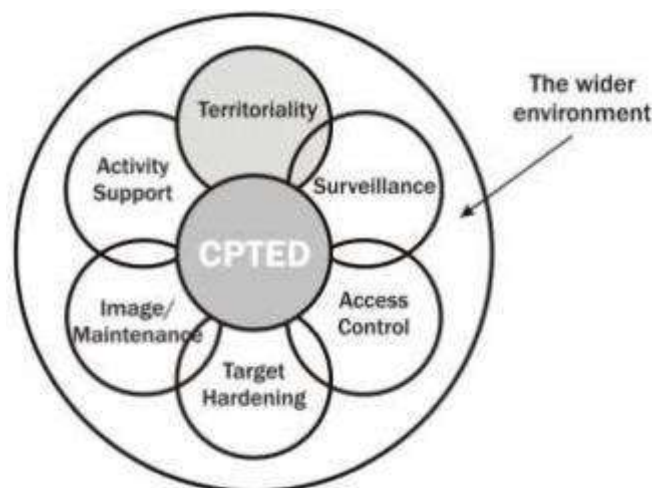 Territoriality
The wider
environment
Activity
Support
Surveillance
CPTED
Image/
Maintenance
Access
Control
Target
Hardening